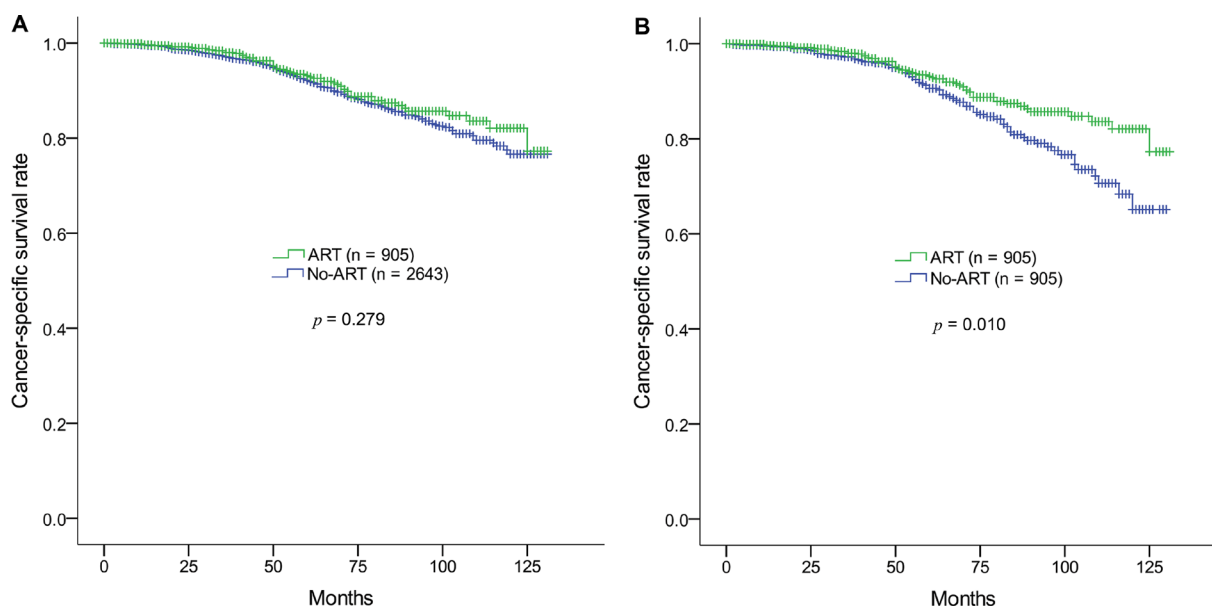 A
Cancer-specific survival rate
1.0
0.8
0.6
0.4
0.2
0.0
ART (n = 905)
No-ART (n = 2643)
p = 0.279
0 25 50 75 100 125
Months
B
Cancer-specific survival rate
1.0
0.8
0.6
0.4
0.2
0.0
ART (n = 905)
No-ART (n = 905)
p = 0.010
0 25 50 75 100 125
Months